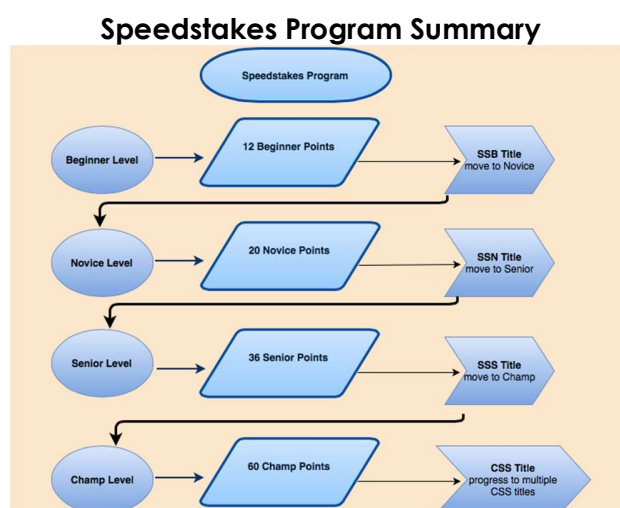 Speedstakes Program Summary
Speedstakes Program
Beginner Level
12 Beginner Points
SSB Title
move to Novice
Novice Level
20 Novice Points
SSN Title
move to Senior
Senior Level
36 Senior Points
SSS Title
move to Champ
Champ Level
60 Champ Points
CSS Title
progress to multiple
CSS titles